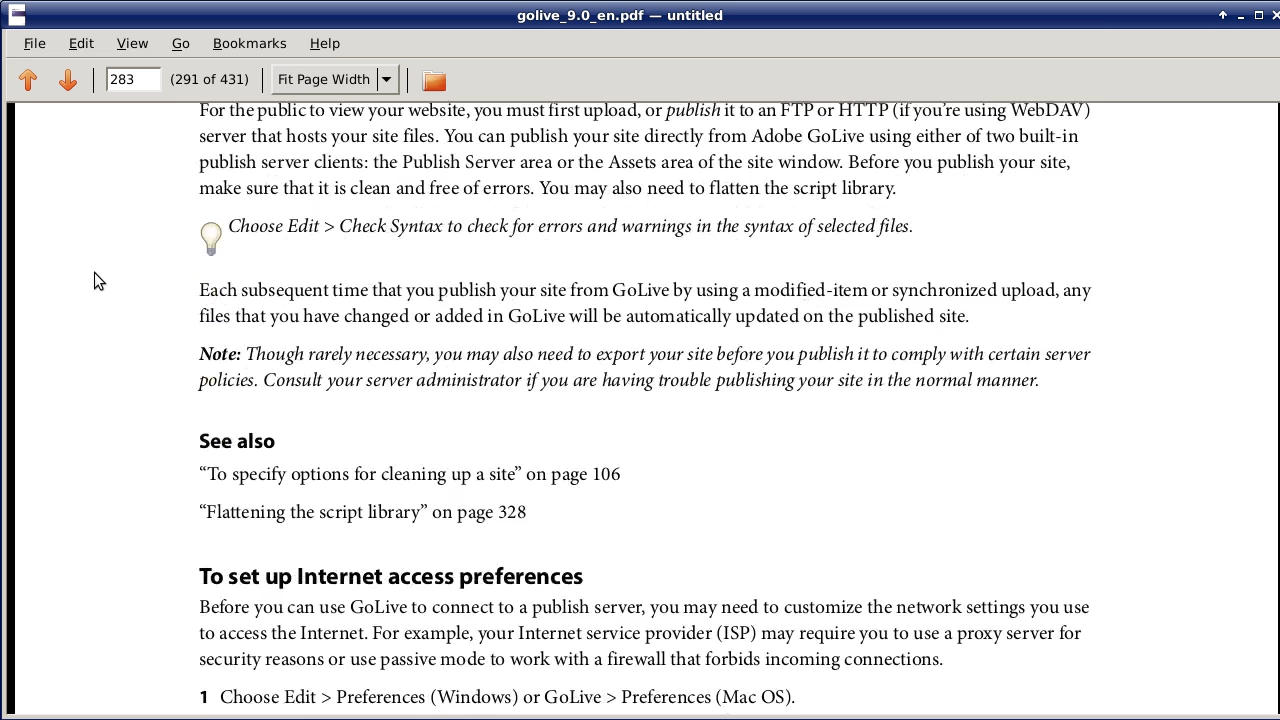 golive_9.0_en.pdf — untitled
File Edit View Go Bookmarks Help
283 (291 of 431) Fit Page Width
For the public to view your website, you must first upload, or publish it to an FTP or HTTP (if you’re using WebDAV)
server that hosts your site files. You can publish your site directly from Adobe GoLive using either of two built-in
publish server clients: the Publish Server area or the Assets area of the site window. Before you publish your site,
make sure that it is clean and free of errors. You may also need to flatten the script library.
Choose Edit > Check Syntax to check for errors and warnings in the syntax of selected files.
Each subsequent time that you publish your site from GoLive by using a modified-item or synchronized upload, any
files that you have changed or added in GoLive will be automatically updated on the published site.
Note: Though rarely necessary, you may also need to export your site before you publish it to comply with certain server
policies. Consult your server administrator if you are having trouble publishing your site in the normal manner.
See also
“To specify options for cleaning up a site” on page 106
“Flattening the script library” on page 328
To set up Internet access preferences
Before you can use GoLive to connect to a publish server, you may need to customize the network settings you use
to access the Internet. For example, your Internet service provider (ISP) may require you to use a proxy server for
security reasons or use passive mode to work with a firewall that forbids incoming connections.
1 Choose Edit > Preferences (Windows) or GoLive > Preferences (Mac OS).